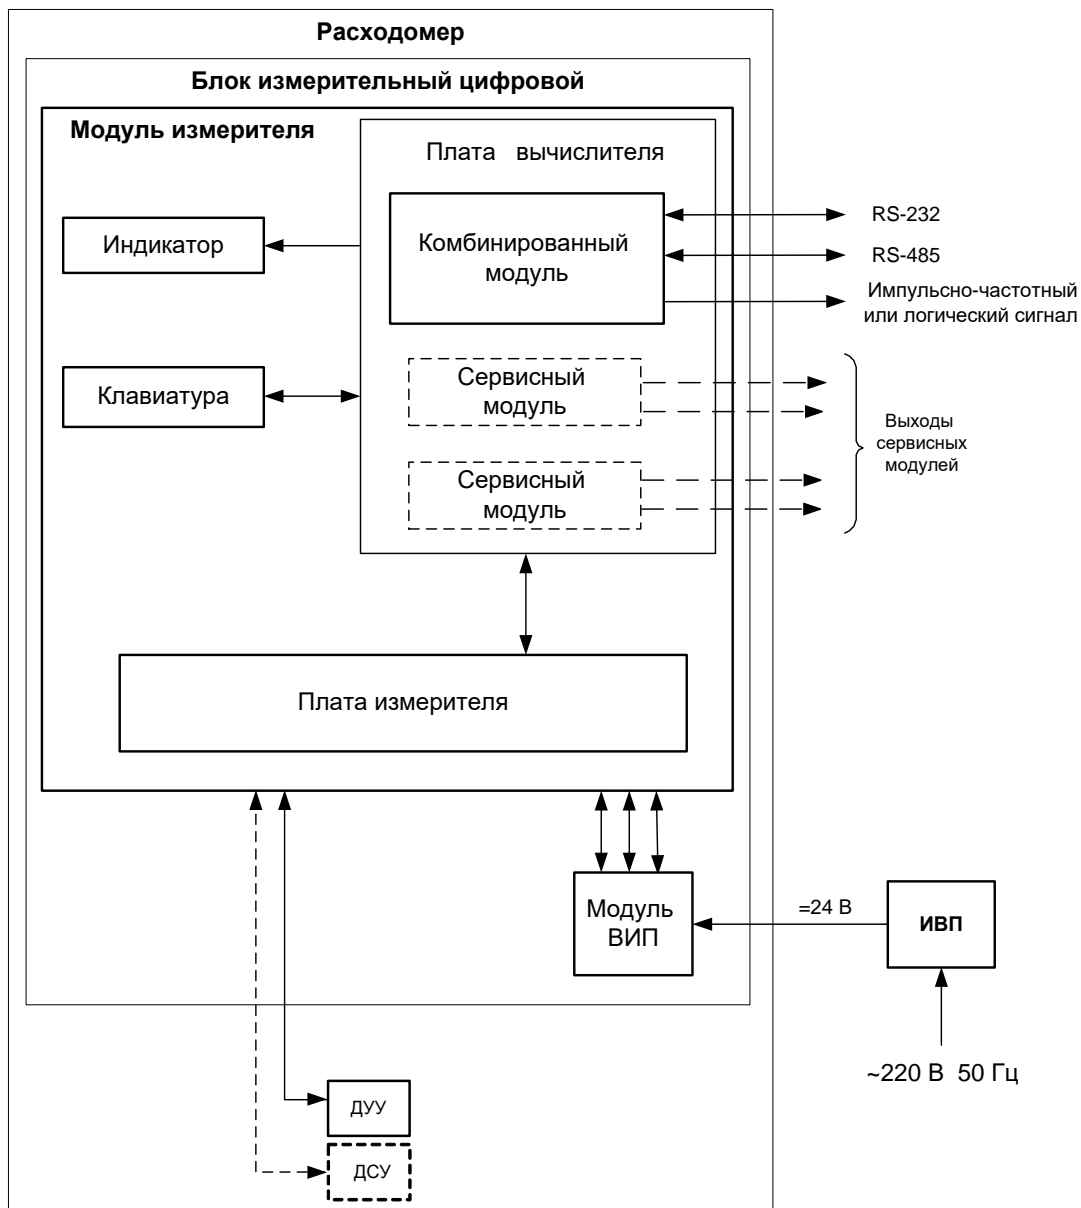 Расходомер
Блок измерительный цифровой
Модуль измерителя
Плата вычислителя
Индикатор
Комбинированный
модуль
RS-232
RS-485
Импульсно-частотный
или логический сигнал
Клавиатура
Сервисный
модуль
Сервисный
модуль
Выходы
сервисных
модулей
Плата измерителя
Модуль
ВИП
=24 В
ИВП
~220 В 50 Гц
ДУУ
ДСУ